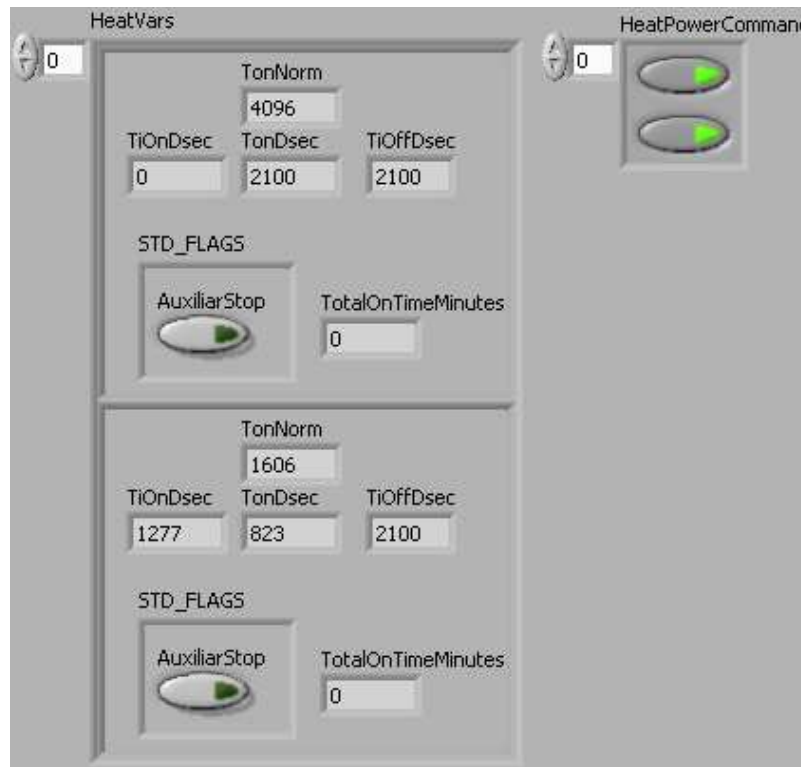 HeatVars
HeatPowerComman
0
0
TonNorm
4096
TiOnDsec TonDsec TiOffDsec
0 2100 2100
STD_FLAGS
AuxiliarStop
TotalOnTimeMinutes
0
TonNorm
1606
TiOnDsec TonDsec TiOffDsec
1277 823 2100
STD_FLAGS
AuxiliarStop
TotalOnTimeMinutes
0